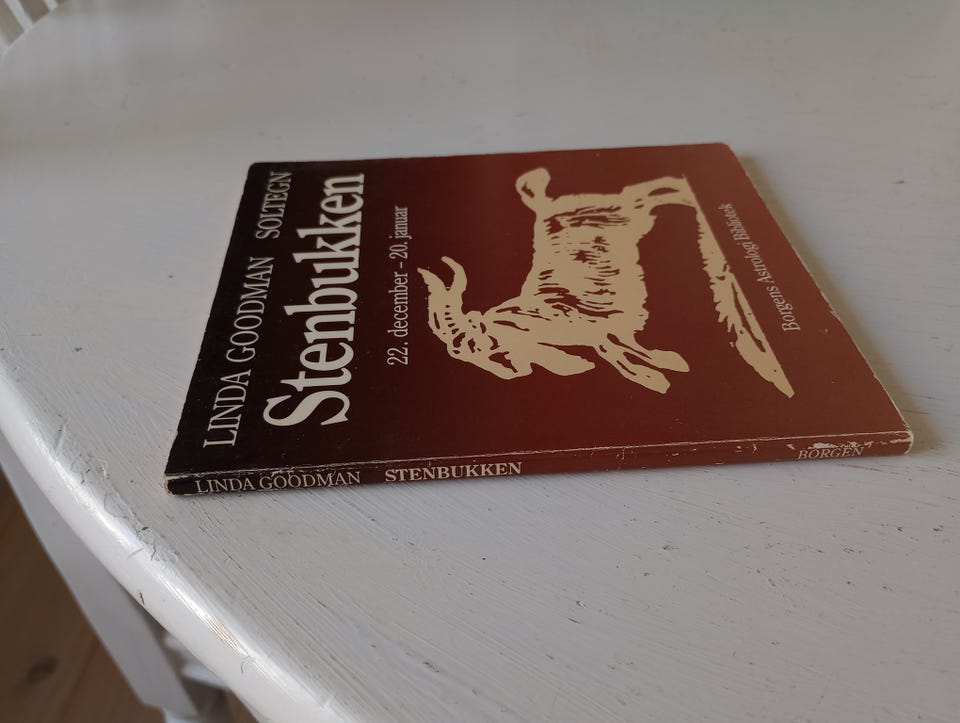 LINDA GOODMAN SOLTEGN
Stenbukken
22. december – 20. januar
Borgens Astrologi Bibliotek
LINDA GOODMAN STENBUKKEN BORGEN